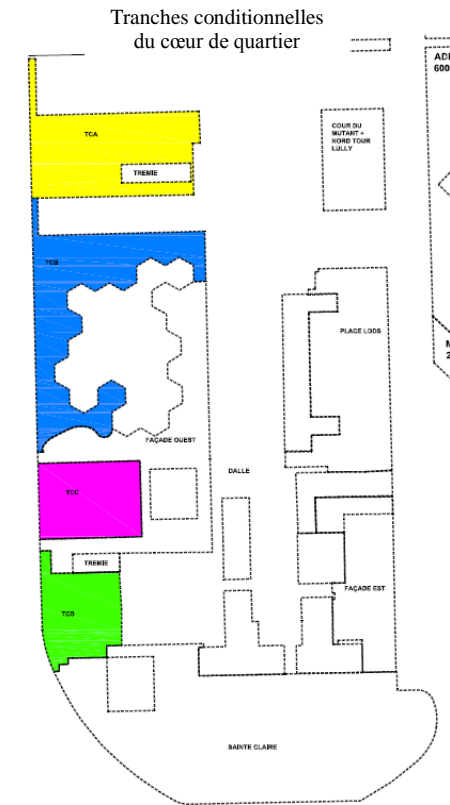 Tranches conditionnelles
du cœur de quartier
TCA
TREMIE
COUR DU
MUTANT +
NORD TOUR
LULLY
TCB
PLACE LODS
FAÇADE OUEST
DALLE
TCC
TREMIE
TCD
FAÇADE EST
SAINTE CLAIRE